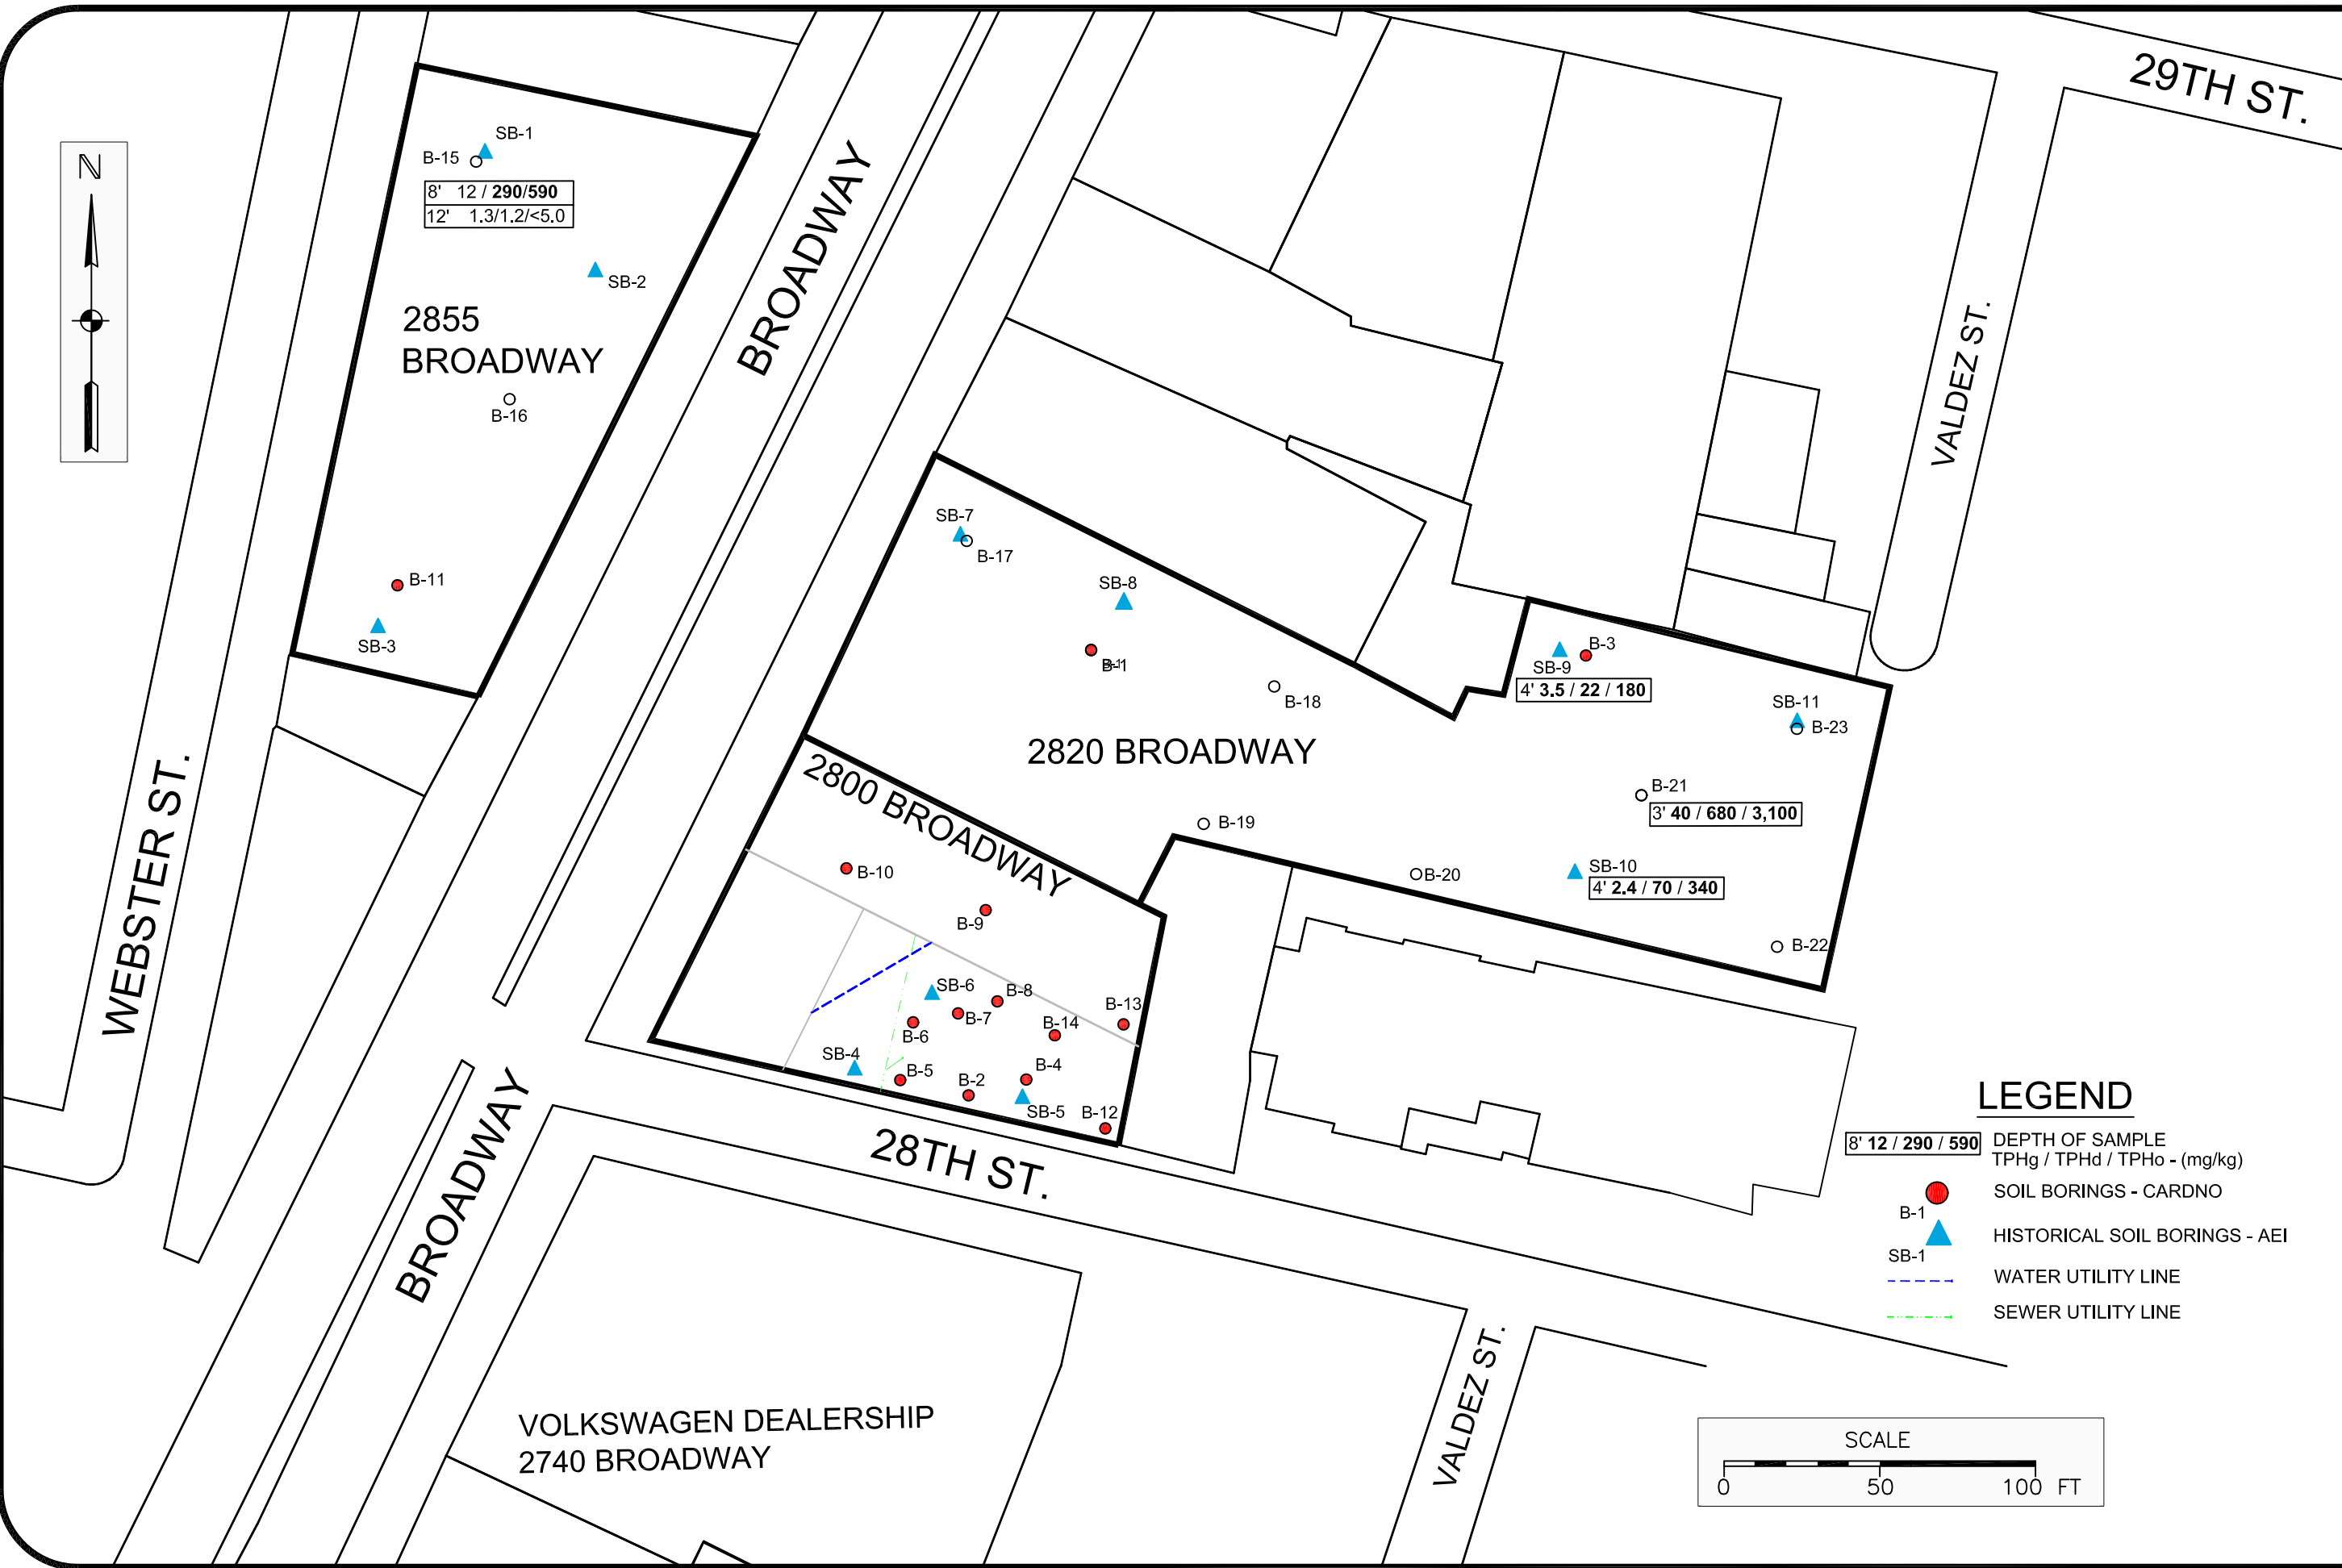 29TH ST.
N
SB-1
B-15
8' 12 / 290/590
12' 1.3/1.2/<5.0
SB-2
2855
BROADWAY
B-16
B-11
SB-3
BROADWAY
VALDEZ ST.
WEBSTER ST.
SB-7
B-17
SB-8
B-1
B-18
2820 BROADWAY
B-3
SB-9
4' 3.5 / 22 / 180
SB-11
B-23
B-21
3' 40 / 680 / 3,100
B-19
B-20
SB-10
4' 2.4 / 70 / 340
B-22
2800 BROADWAY
B-10
B-9
SB-6
B-8
B-7
B-6
B-13
B-14
SB-4
B-5
B-2
B-4
SB-5
B-12
28TH ST.
BROADWAY
VOLKSWAGEN DEALERSHIP
2740 BROADWAY
VALDEZ ST.
LEGEND
8' 12 / 290 / 590 DEPTH OF SAMPLE
TPHg / TPHd / TPHo - (mg/kg)
SOIL BORINGS - CARDNO
B-1
HISTORICAL SOIL BORINGS - AEI
SB-1
WATER UTILITY LINE
SEWER UTILITY LINE
SCALE
0 50 100 FT